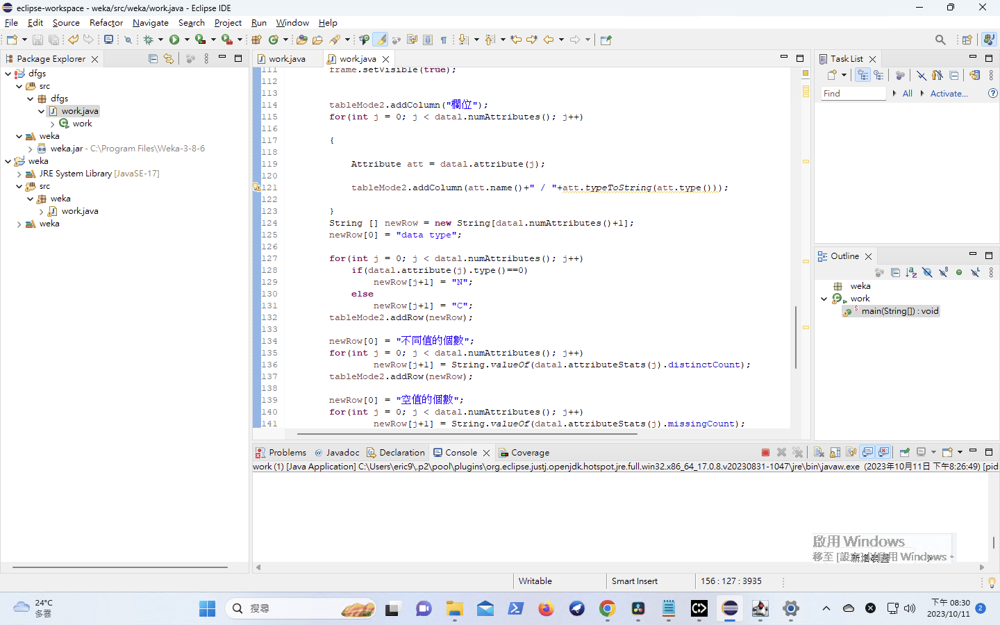 eclipse-workspace - weka/src/weka/work.java - Eclipse IDE
File Edit Source Refactor Navigate Search Project Run Window Help
Package Explorer
work.java
work.java
Task List
dfgs
src
dfgs
work.java
work
weka
weka.jar - C:\Program Files\Weka-3-8-6
weka
JRE System Library [JavaSE-17]
src
weka
work.java
weka
111 frame.setVisible(true);
112
113
114 tableMode2.addColumn("欄位");
115 for(int j = 0; j < data1.numAttributes(); j++)
116
117 {
118
119 Attribute att = data1.attribute(j);
120
121 tableMode2.addColumn(att.name()+" / "+att.typeToString(att.type()));
122
123 }
124 String [] newRow = new String[data1.numAttributes()+1];
125 newRow[0] = "data type";
126
127 for(int j = 0; j < data1.numAttributes(); j++)
128 if(data1.attribute(j).type()==0)
129 newRow[j+1] = "N";
130 else
131 newRow[j+1] = "C";
132 tableMode2.addRow(newRow);
133
134 newRow[0] = "不同值的個數";
135 for(int j = 0; j < data1.numAttributes(); j++)
136 newRow[j+1] = String.valueOf(data1.attributeStats(j).distinctCount);
137 tableMode2.addRow(newRow);
138
139 newRow[0] = "空值的個數";
140 for(int j = 0; j < data1.numAttributes(); j++)
141 newRow[j+1] = String.valueOf(data1.attributeStats(j).missingCount);
Find All Activate...
Outline
weka
work
main(String[]) : void
Problems Javadoc Declaration Console Coverage
work (1) [Java Application] C:\Users\eric9\.p2\pool\plugins\org.eclipse.justj.openjdk.hotspot.jre.full.win32.x86_64_17.0.8.v20230831-1047\jre\bin\javaw.exe (2023年10月11日 下午8:26:49) [pid
啟用 Windows
Writable Smart Insert 156 : 127 : 3935
24°C
多雲
搜尋
下午 08:30
2023/10/11
2